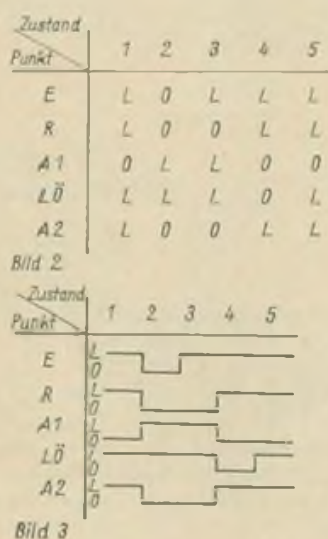 Zustand
Punkt 1 2 3 4 5
E L 0 L L L
R L 0 0 L L
A1 0 L L 0 0
LÖ L L L 0 L
A2 L 0 0 L L
Bild 2
Zustand
Punkt 1 2 3 4 5
E L 0
R L 0
A1 L 0
LÖ L 0
A2 L 0
Bild 3